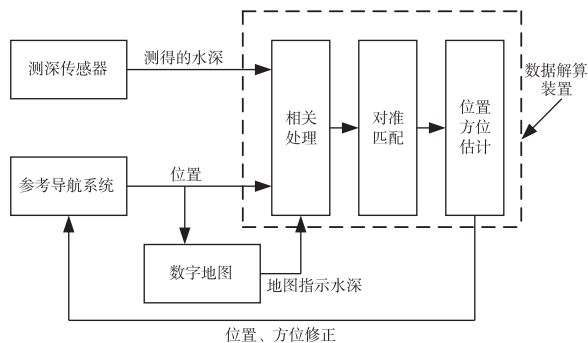 测深传感器
测得的水深
相关
处理
对准
匹配
位置
方位
估计
数据解算
装置
参考导航系统
位置
数字地图
地图指示水深
位置、方位修正